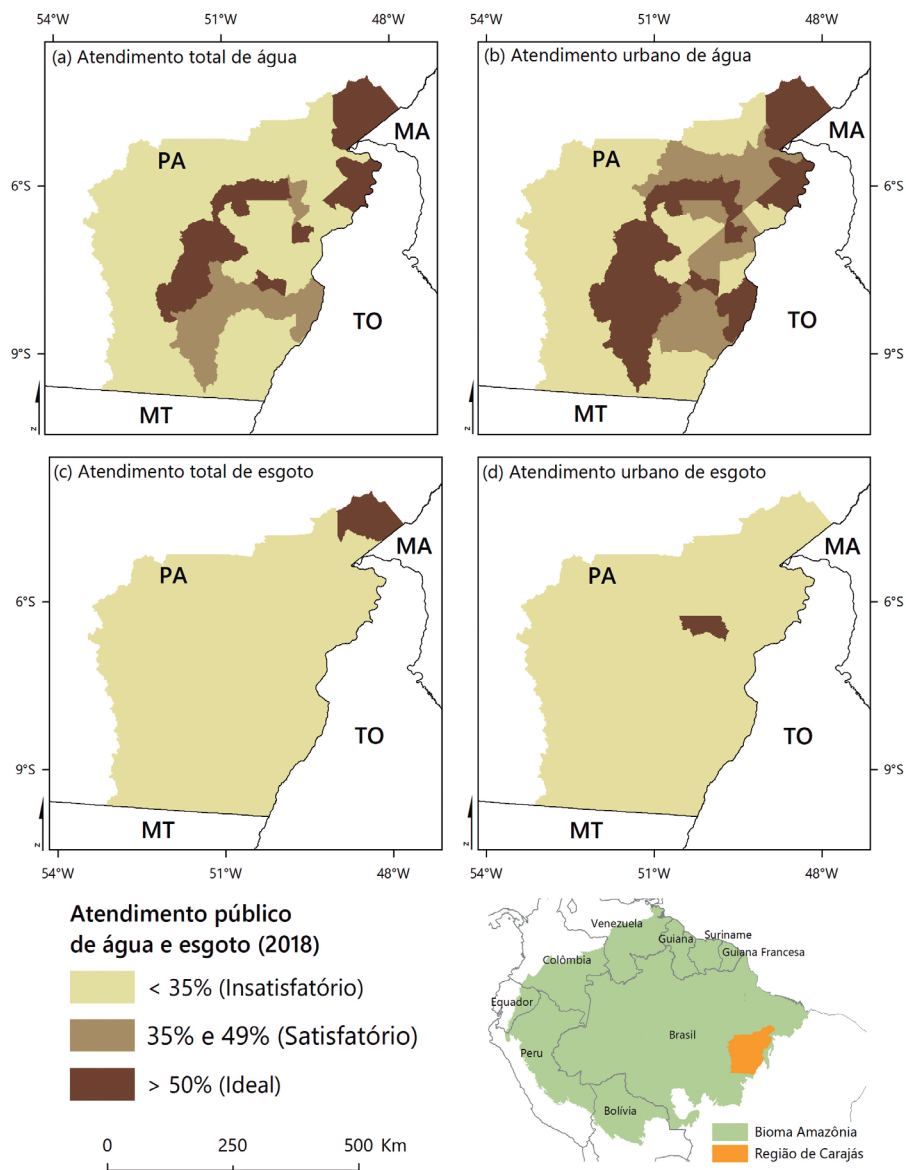 54°W
51°W
48°W
51°W
48°W
(a) Atendimento total de água
(b) Atendimento urbano de água
MA
MA
PA
PA
6°S
6°S
TO
TO
9°S
9°S
MT
MT
z
z
(c) Atendimento total de esgoto
(d) Atendimento urbano de esgoto
MA
MA
PA
PA
6°S
6°S
TO
TO
9°S
9°S
MT
MT
z
z
54°W
51°W
48°W
54°W
51°W
48°W
Atendimento público
de água e esgoto (2018)
< 35% (Insatisfatório)
35% e 49% (Satisfatório)
> 50% (Ideal)
0 250 500 Km
Venezuela
Suriname
Guiana
Guiana Francesa
Colômbia
Equador
Brasil
Peru
Bolívia
Bioma Amazônia
Região de Carajás